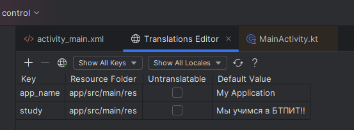 control
activity_main.xml
Translations Editor
MainActivity.kt
Show All Keys
Show All Locales
?
Key Resource Folder Untranslatable Default Value
app_name app/src/main/res My Application
study app/src/main/res Мы учимся в БТПИТ!!